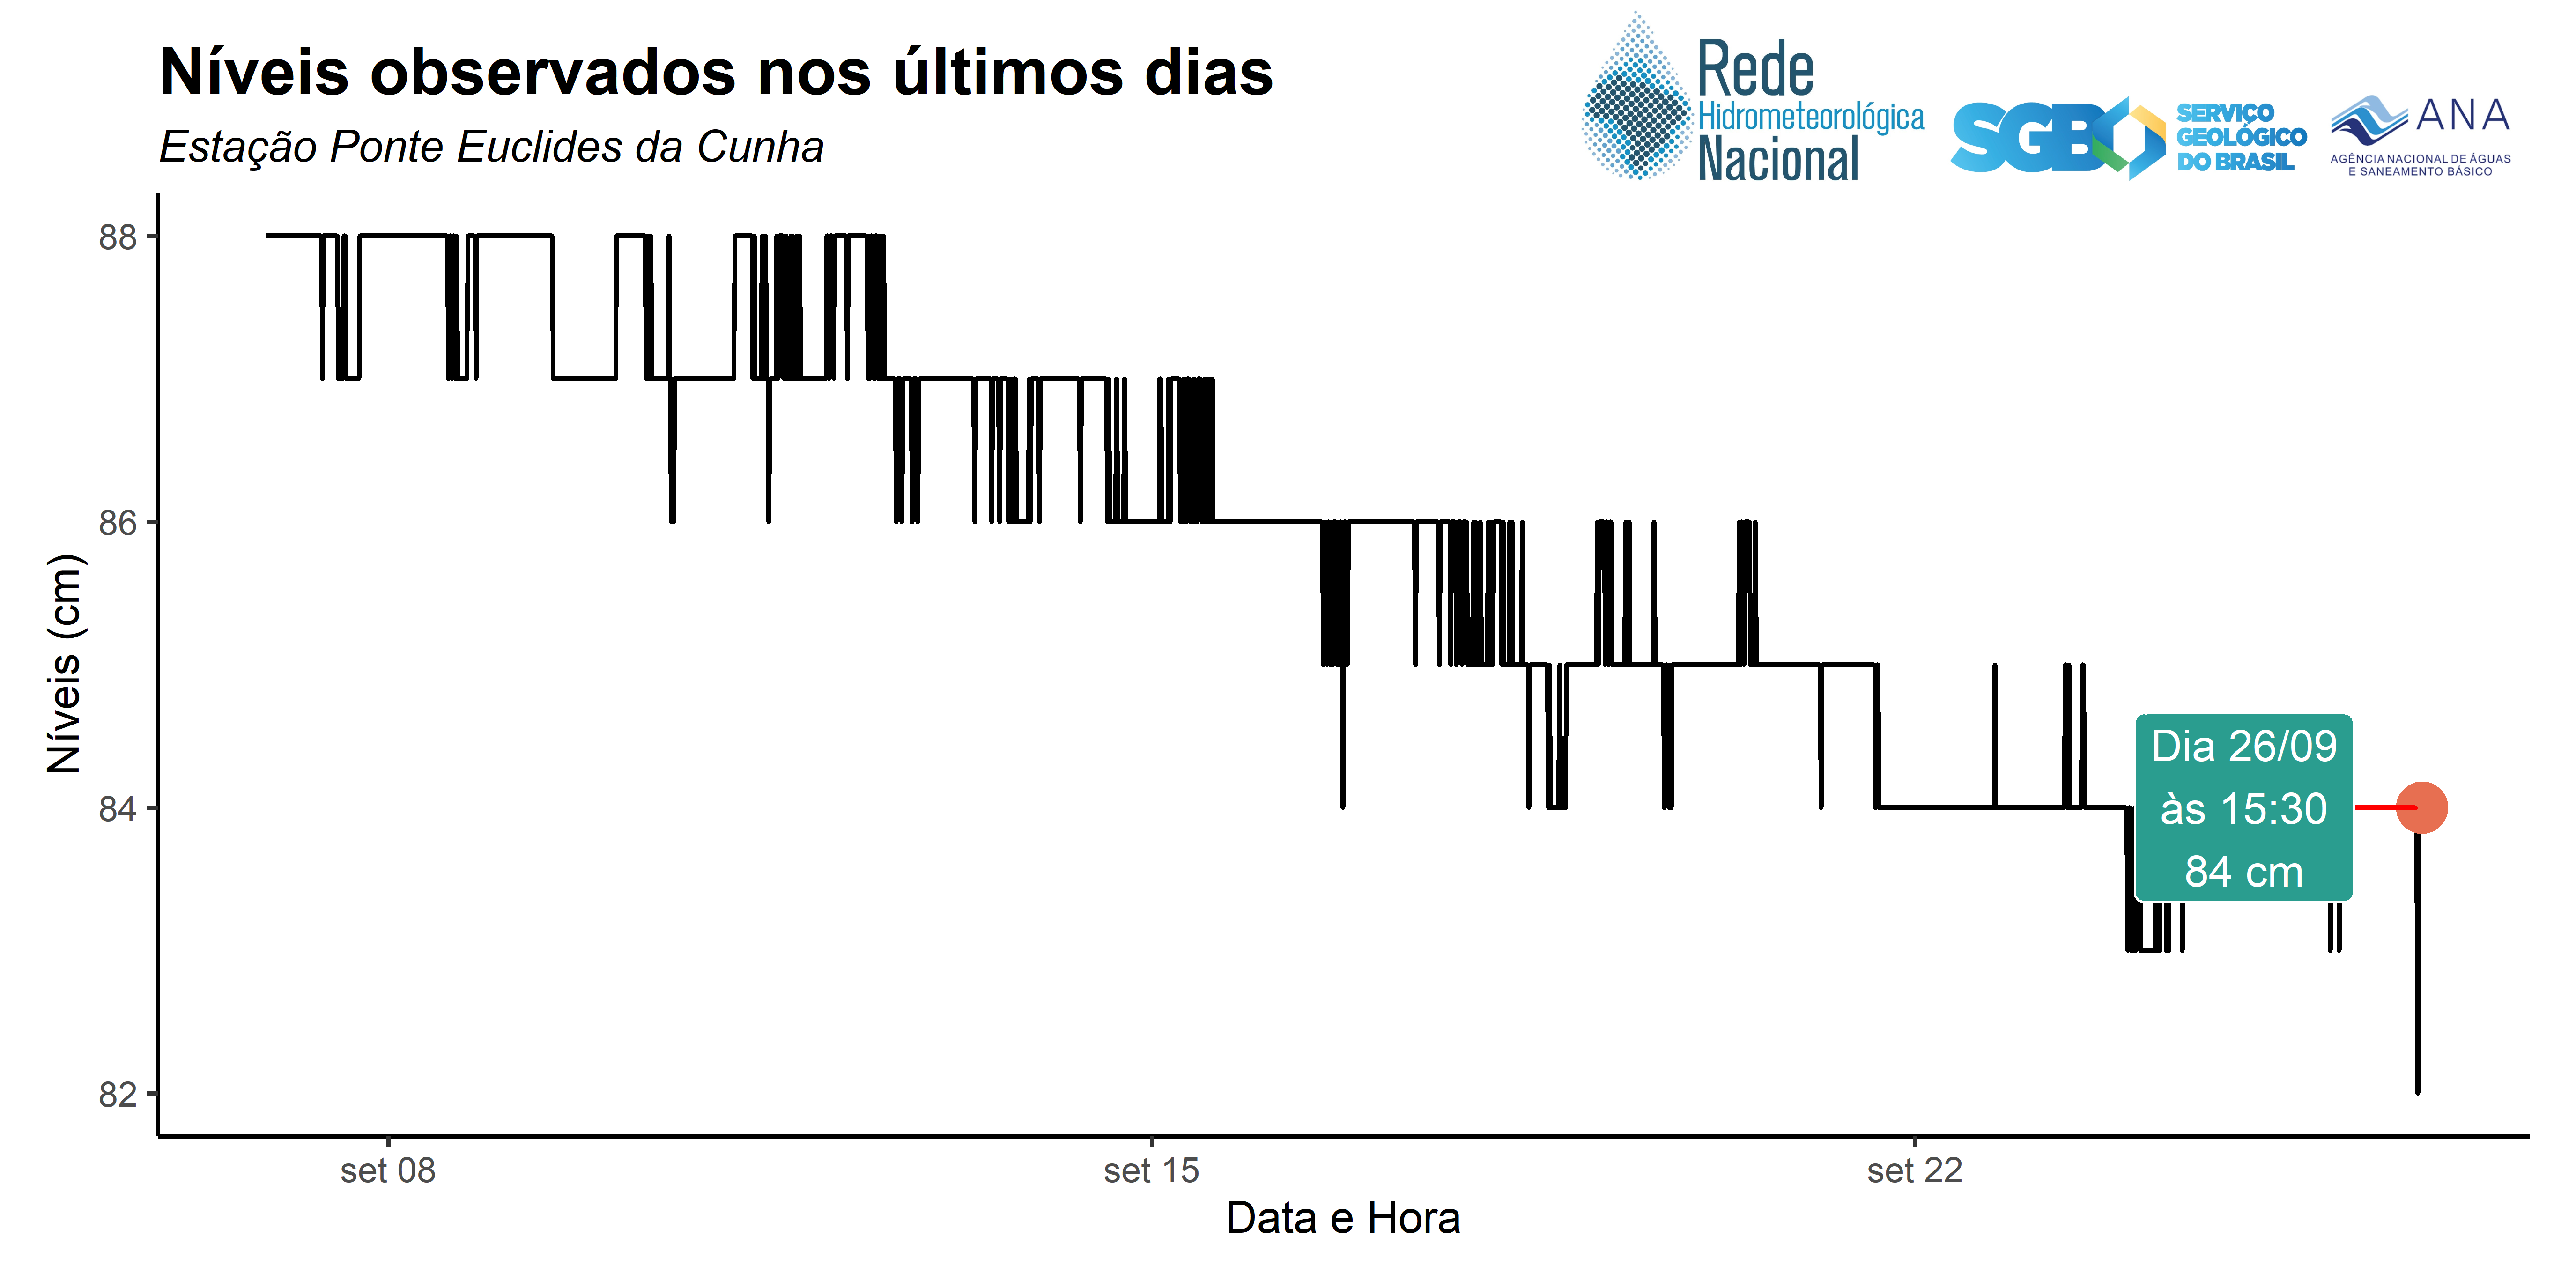 Níveis observados nos últimos dias
Estação Ponte Euclides da Cunha
Rede
Hidrometeorológica
Nacional
SGB
SERVIÇO
GEOLÓGICO
DO BRASIL
ANA
AGÊNCIA NACIONAL DE ÁGUAS
E SANEAMENTO BÁSICO
Níveis (cm)
88
86
84
82
Dia 26/09
às 15:30
84 cm
set 08
set 15
set 22
Data e Hora